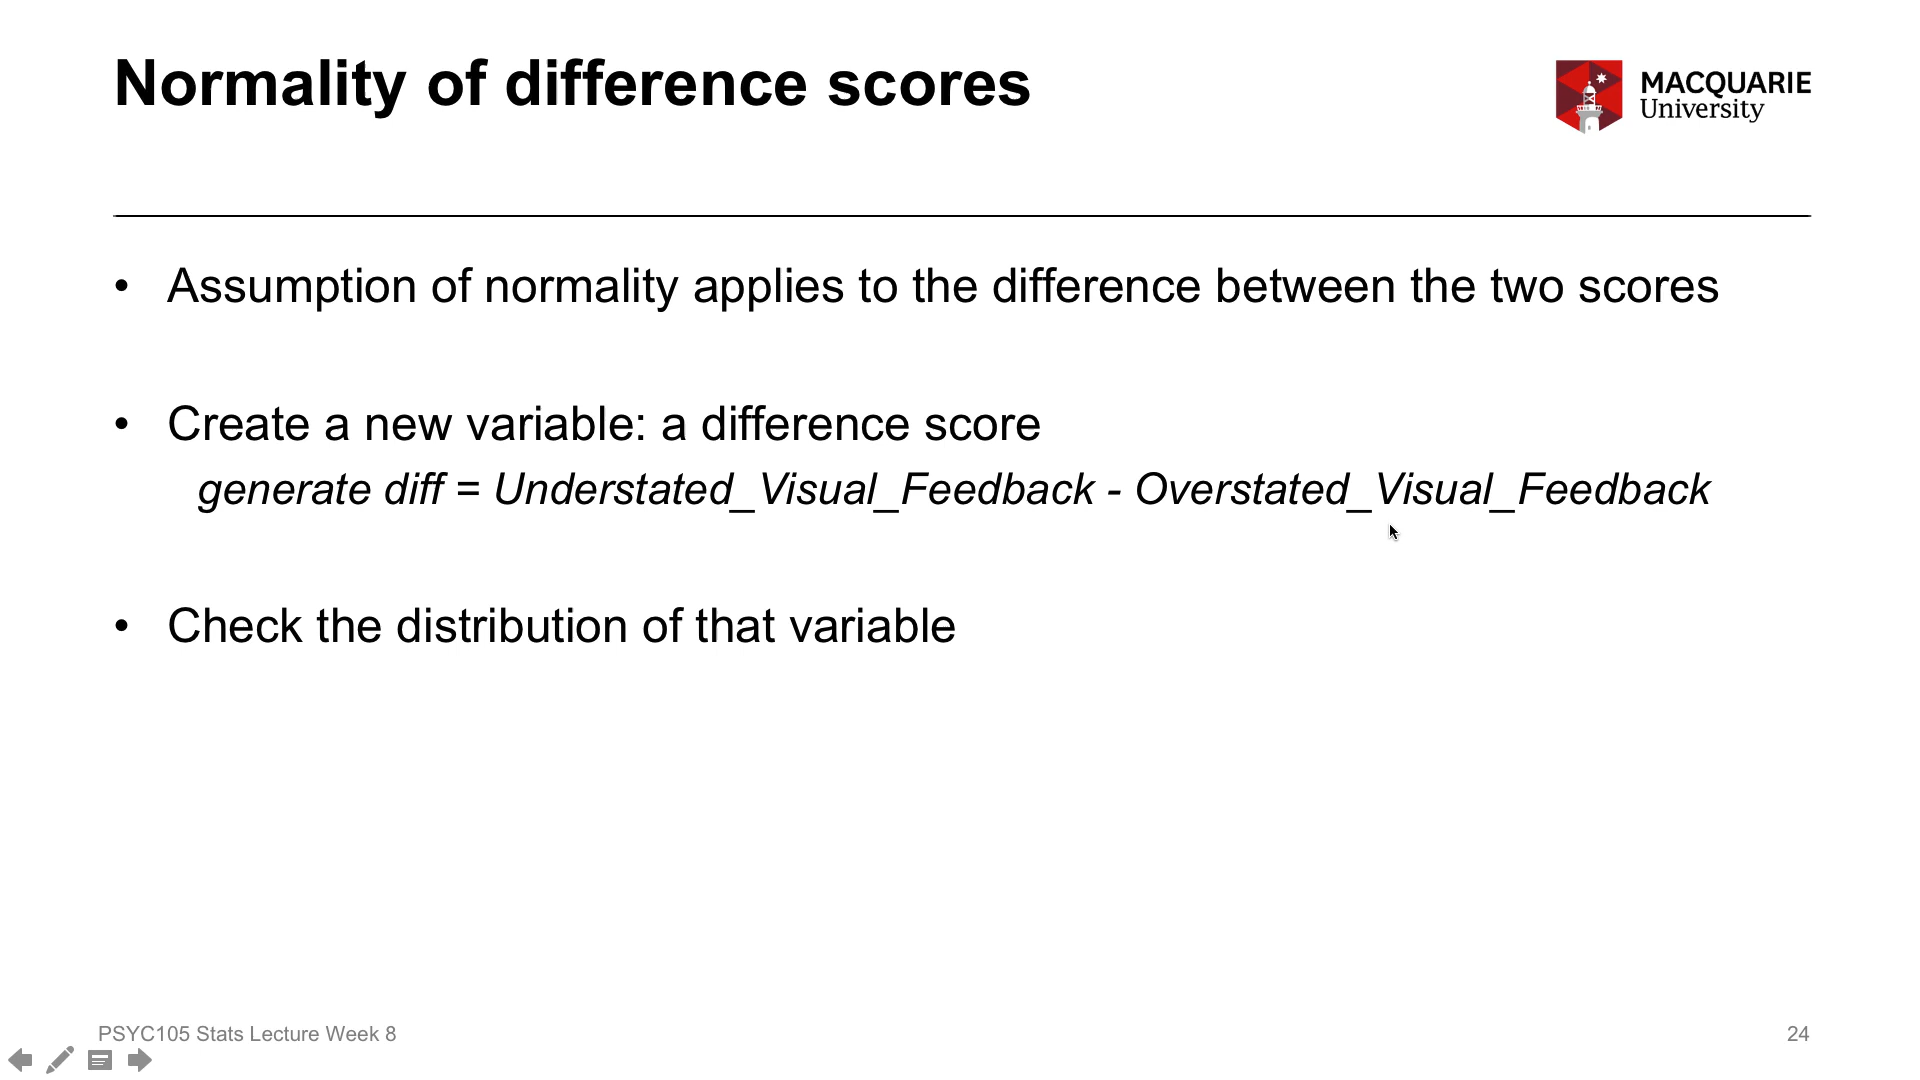 Normality of difference scores
MACQUARIE
University
• Assumption of normality applies to the difference between the two scores
• Create a new variable: a difference score
generate diff = Understated_Visual_Feedback - Overstated_Visual_Feedback
• Check the distribution of that variable
PSYC105 Stats Lecture Week 8
24